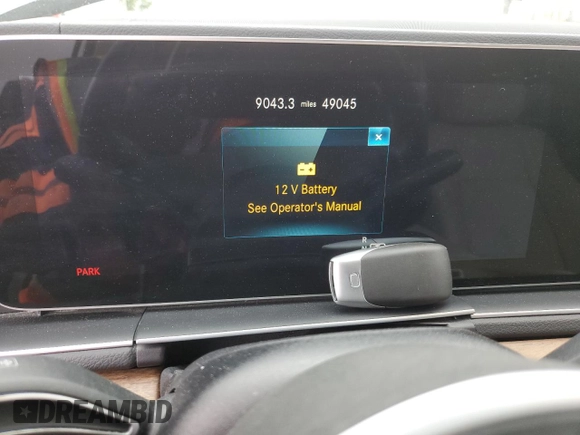 9043.3 miles 49045
12 V Battery
See Operator's Manual
PARK
DREAMBID